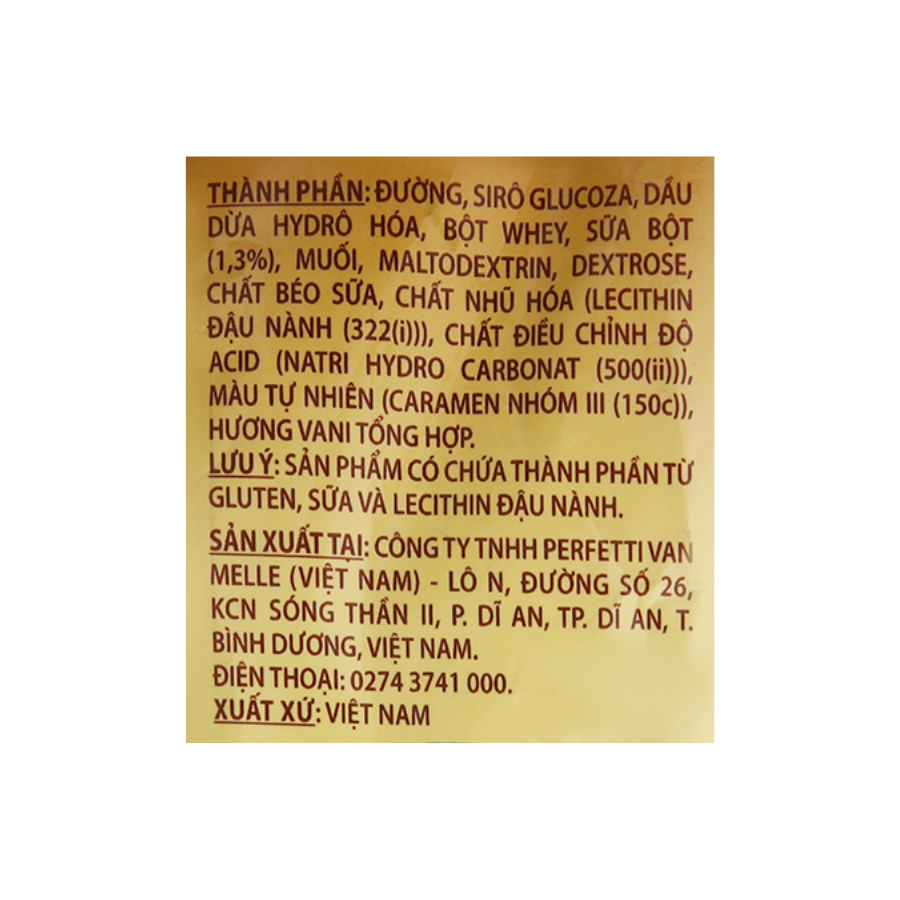 THÀNH PHẦN: ĐƯỜNG, SIRÔ GLUCOZA, DẦU
DỪA HYDRÔ HÓA, BỘT WHEY, SỮA BỘT
(1,3%), MUỐI, MALTODEXTRIN, DEXTROSE,
CHẤT BÉO SỮA, CHẤT NHŨ HÓA (LECITHIN
ĐẬU NÀNH (322(i))), CHẤT ĐIỀU CHỈNH ĐỘ
ACID (NATRI HYDRO CARBONAT (500(ii))),
MÀU TỰ NHIÊN (CARAMEN NHÓM III (150c)),
HƯƠNG VANI TỔNG HỢP.
LƯU Ý: SẢN PHẨM CÓ CHỨA THÀNH PHẦN TỪ
GLUTEN, SỮA VÀ LECITHIN ĐẬU NÀNH.
SẢN XUẤT TẠI: CÔNG TY TNHH PERFETTI VAN
MELLE (VIỆT NAM) - LÔ N, ĐƯỜNG SỐ 26,
KCN SÓNG THẦN II, P. DĨ AN, TP. DĨ AN, T.
BÌNH DƯƠNG, VIỆT NAM.
ĐIỆN THOẠI: 0274 3741 000.
XUẤT XỨ: VIỆT NAM